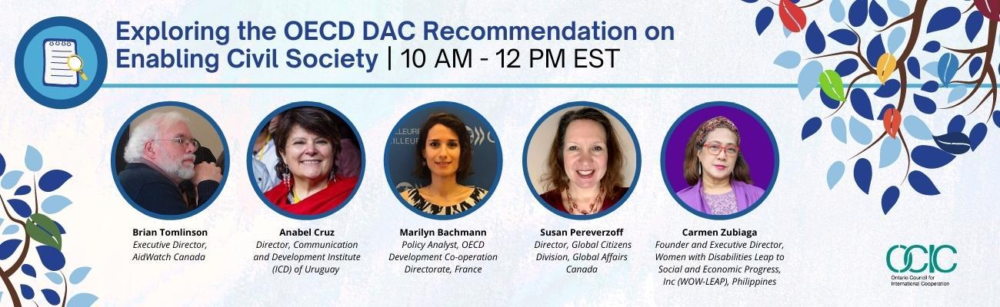 Exploring the OECD DAC Recommendation on
Enabling Civil Society | 10 AM - 12 PM EST
Brian Tomlinson
Executive Director,
AidWatch Canada
Anabel Cruz
Director, Communication
and Development Institute
(ICD) of Uruguay
Marilyn Bachmann
Policy Analyst, OECD
Development Co-operation
Directorate, France
Susan Pereverzoff
Director, Global Citizens
Division, Global Affairs
Canada
Carmen Zubiaga
Founder and Executive Director,
Women with Disabilities Leap to
Social and Economic Progress,
Inc (WOW-LEAP), Philippines
OCIC
Ontario Council for
International Cooperation